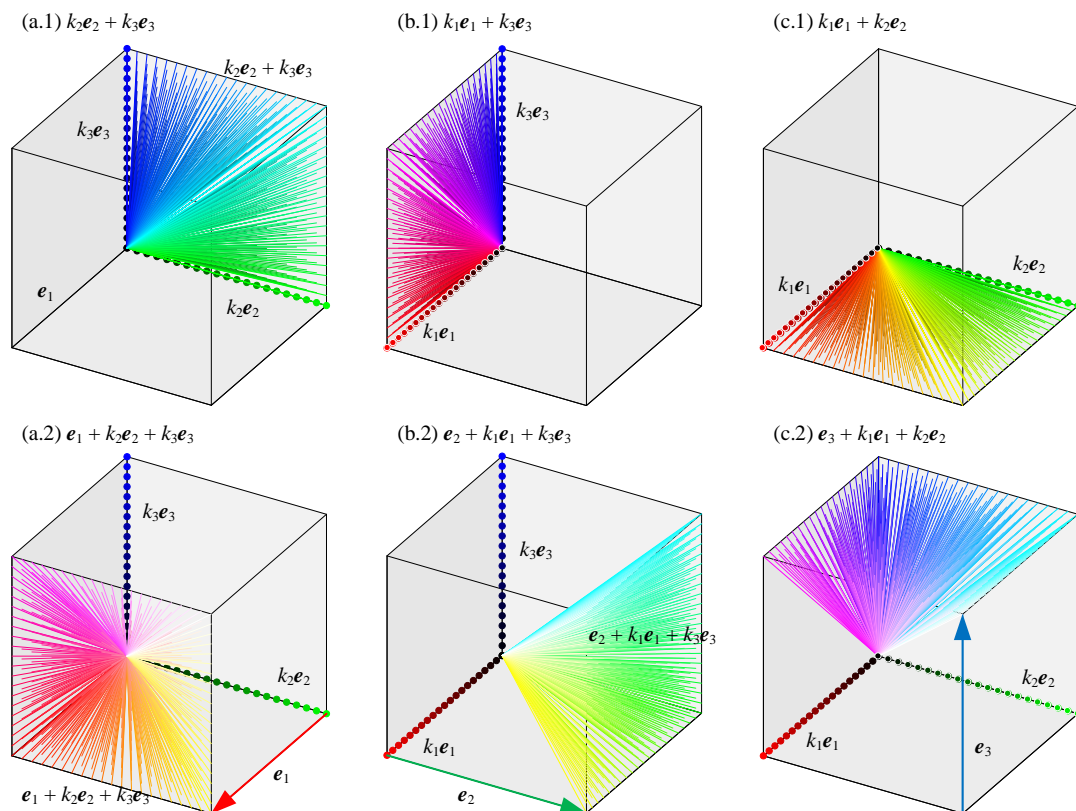 (a.1) k₂e₂ + k₃e₃
(b.1) k₁e₁ + k₃e₃
(c.1) k₁e₁ + k₂e₂
k₂e₂ + k₃e₃
k₃e₃
e₁
k₂e₂
k₃e₃
k₁e₁
k₁e₁
k₂e₂
(a.2) e₁ + k₂e₂ + k₃e₃
(b.2) e₂ + k₁e₁ + k₃e₃
(c.2) e₃ + k₁e₁ + k₂e₂
k₃e₃
k₂e₂
e₁
e₁ + k₂e₂ + k₃e₃
k₃e₃
e₂ + k₁e₁ + k₃e₃
k₁e₁
e₂
k₂e₂
k₁e₁
e₃